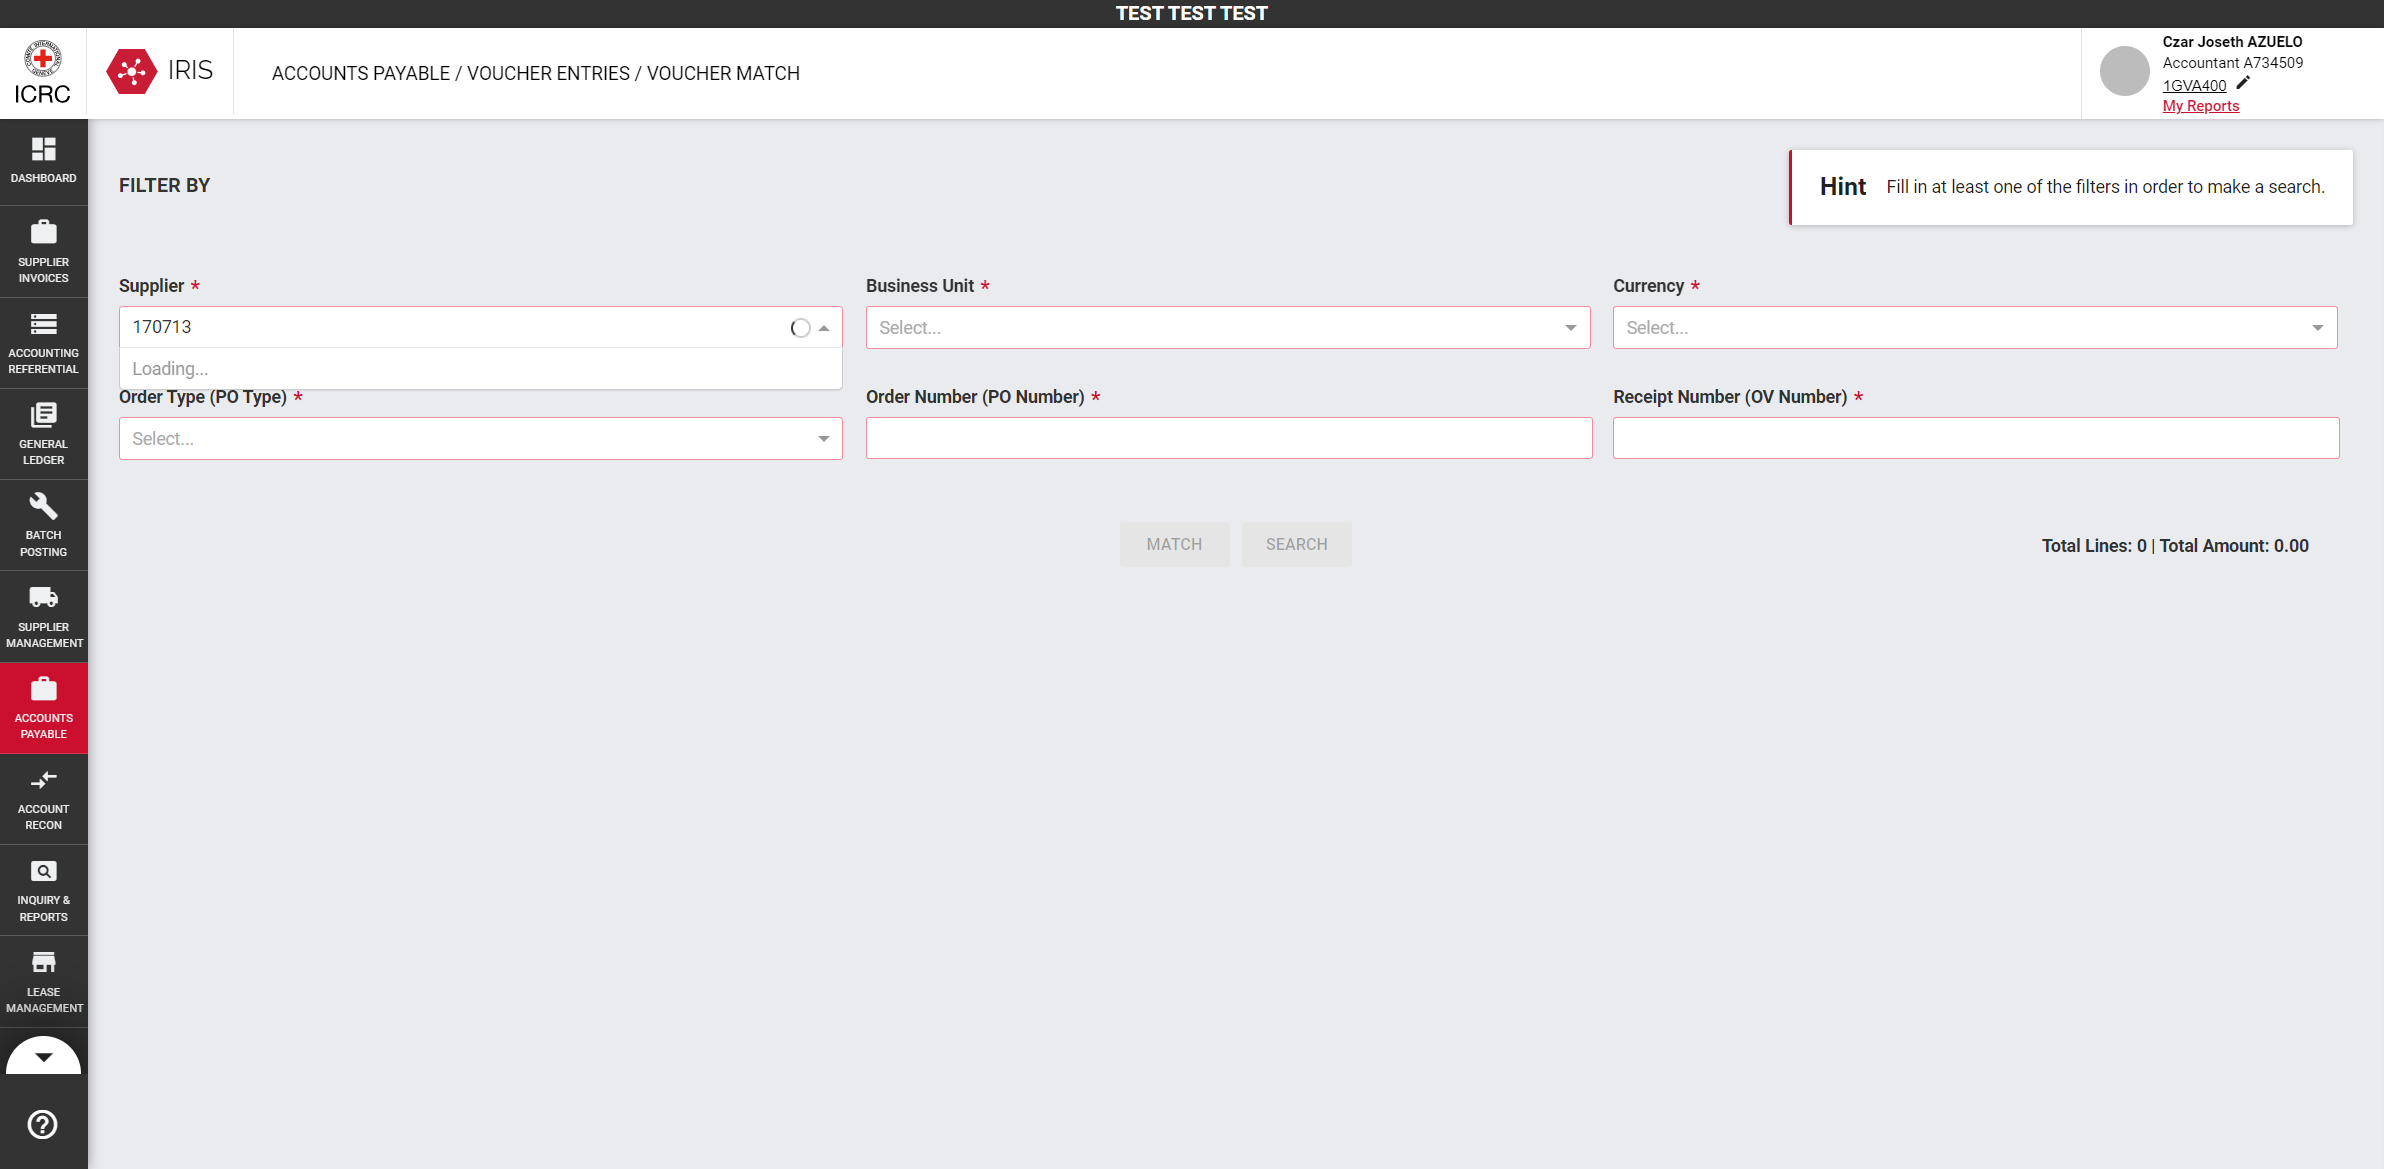 TEST TEST TEST
ICRC
IRIS
ACCOUNTS PAYABLE / VOUCHER ENTRIES / VOUCHER MATCH
Czar Joseth AZUELO
Accountant A734509
1GVA400
My Reports
DASHBOARD
SUPPLIER
INVOICES
ACCOUNTING
REFERENTIAL
GENERAL
LEDGER
BATCH
POSTING
SUPPLIER
MANAGEMENT
ACCOUNTS
PAYABLE
ACCOUNT
RECON
INQUIRY &
REPORTS
LEASE
MANAGEMENT
FILTER BY
Hint Fill in at least one of the filters in order to make a search.
Supplier * Business Unit * Currency *
170713 Select... Select...
Loading...
Order Type (PO Type) * Order Number (PO Number) * Receipt Number (OV Number) *
Select...
MATCH SEARCH Total Lines: 0 | Total Amount: 0.00